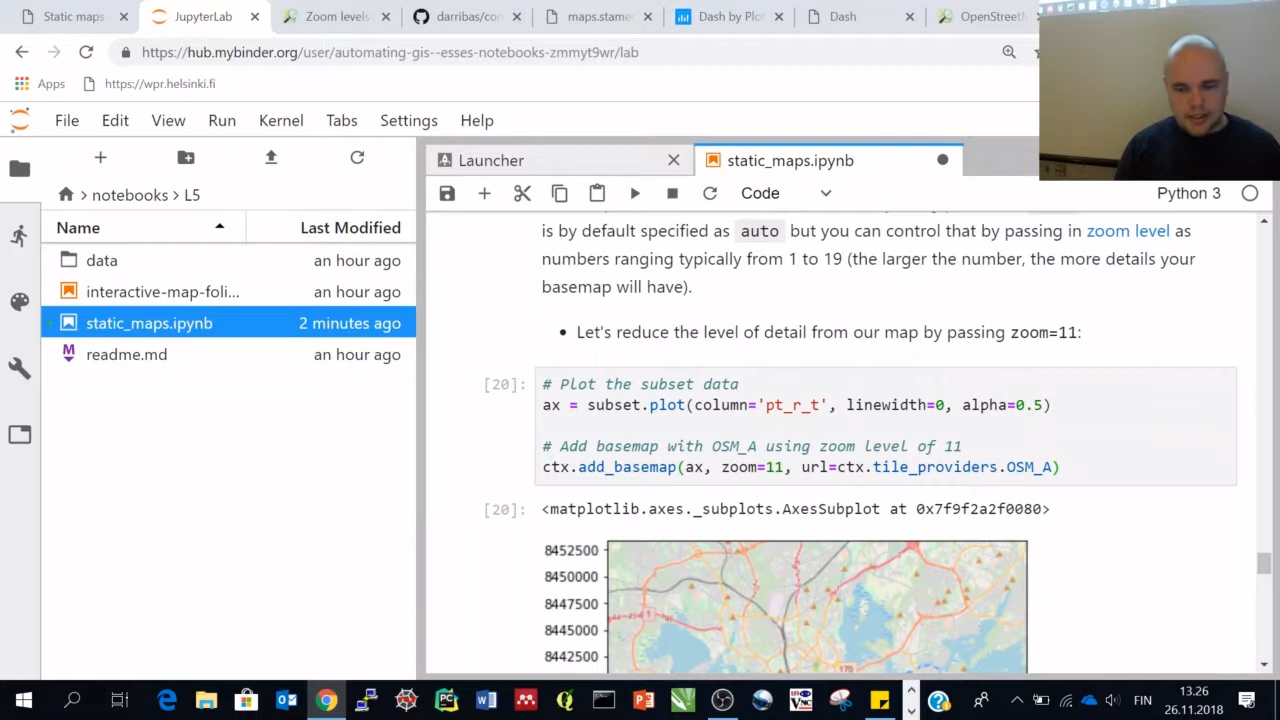 Static maps
JupyterLab
Zoom levels
darribas/co
maps.stame
Dash by Plo
Dash
OpenStreetM
https://hub.mybinder.org/user/automating-gis--esses-notebooks-zmmyt9wr/lab
Apps
https://wpr.helsinki.fi
File
Edit
View
Run
Kernel
Tabs
Settings
Help
notebooks > L5
Name
Last Modified
data
an hour ago
interactive-map-foli...
an hour ago
static_maps.ipynb
2 minutes ago
readme.md
an hour ago
Launcher
static_maps.ipynb
Code
Python 3
is by default specified as auto but you can control that by passing in zoom level as
numbers ranging typically from 1 to 19 (the larger the number, the more details your
basemap will have).
• Let's reduce the level of detail from our map by passing zoom=11:
[20]:
# Plot the subset data
ax = subset.plot(column='pt_r_t', linewidth=0, alpha=0.5)
# Add basemap with OSM_A using zoom level of 11
ctx.add_basemap(ax, zoom=11, url=ctx.tile_providers.OSM_A)
[20]:
<matplotlib.axes._subplots.AxesSubplot at 0x7f9f2a2f0080>
8452500
8450000
8447500
8445000
8442500
170
FIN
13.26
26.11.2018